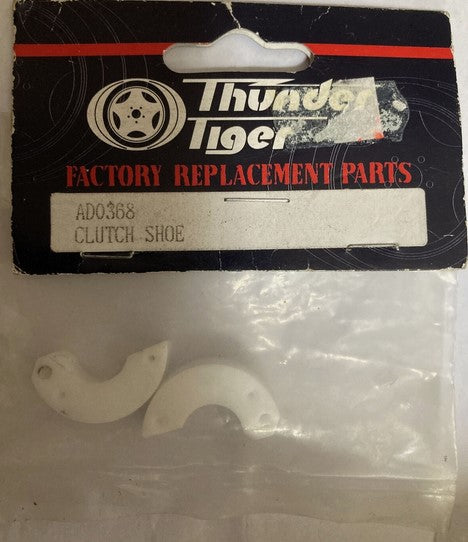 Thunder
Tiger
FACTORY REPLACEMENT PARTS
AD0368
CLUTCH SHOE